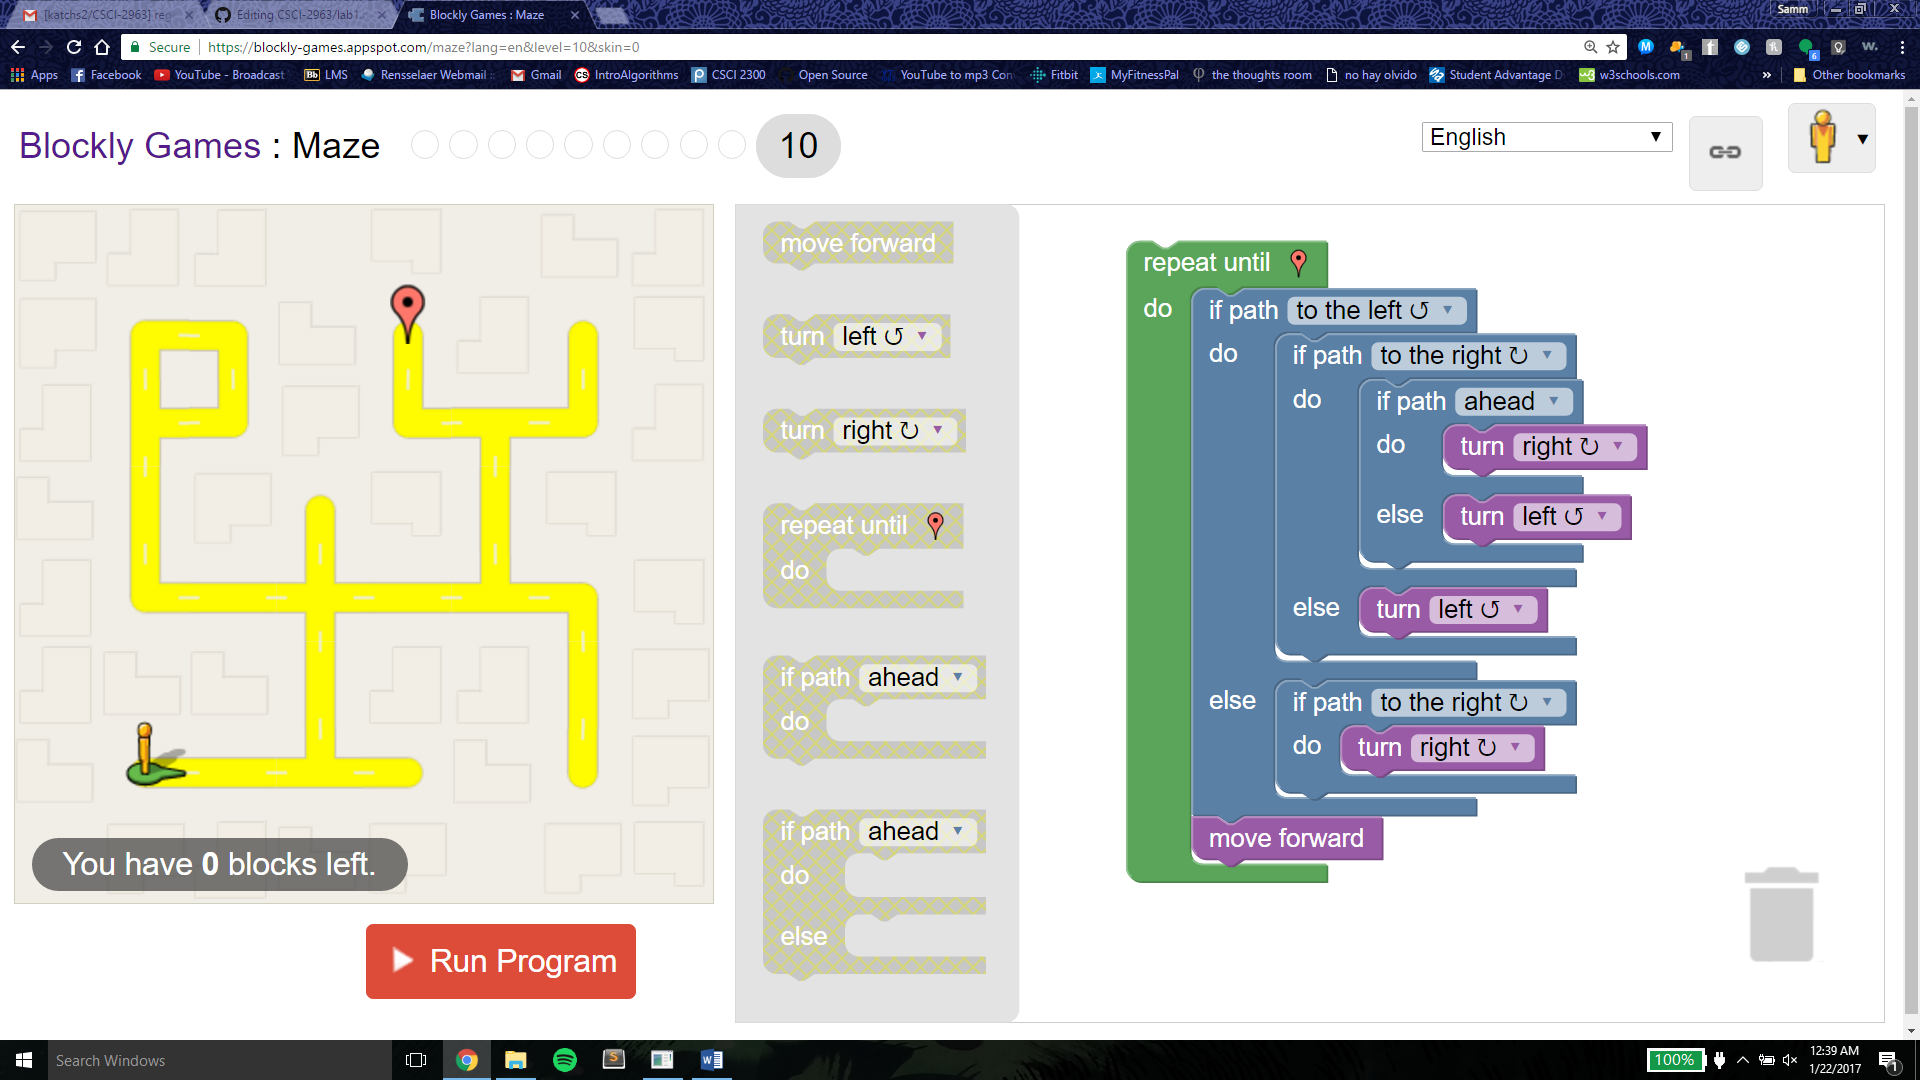 [katchs2/CSCI-2963] re
Editing CSCI-2963/lab1
Blockly Games : Maze
Samm
Secure https://blockly-games.appspot.com/maze?lang=en&level=10&skin=0
Apps Facebook YouTube - Broadcast LMS Rensselaer Webmail Gmail IntroAlgorithms CSCI 2300 Open Source YouTube to mp3 Con Fitbit MyFitnessPal the thoughts room no hay olvido Student Advantage D w3schools.com » Other bookmarks
Blockly Games : Maze 10
English
move forward
turn left ↺
turn right ↻
repeat until
do
if path ahead
do
if path ahead
do
else
repeat until
do if path to the left ↺
do if path to the right ↻
do if path ahead
do turn right ↻
else turn left ↺
else turn left ↺
else if path to the right ↻
do turn right ↻
move forward
You have 0 blocks left.
Run Program
Search Windows
100%
12:39 AM
1/22/2017